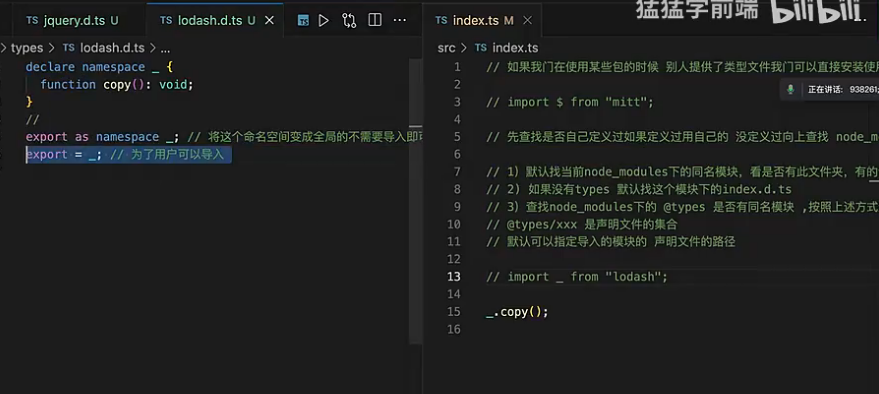 猛猛学前端 bilibili
TS jquery.d.ts U
TS lodash.d.ts U
TS index.ts M
types > TS lodash.d.ts > ...
src > TS index.ts
declare namespace _ {
function copy(): void;
}
//
export as namespace _; // 将这个命名空间变成全局的不需要导入即可
export = _; // 为了用户可以导入
1 // 如果我们在使用某些包的时候 别人提供了类型文件我们可以直接安装使用
正在讲话: 938261;
2
3 // import $ from "mitt";
4
5 // 先查找是否自己定义过如果定义过用自己的 没定义过向上查找 node_m
6
7 // 1) 默认找当前node_modules下的同名模块,看是否有此文件夹,有的
8 // 2) 如果没有types 默认找这个模块下的index.d.ts
9 // 3) 查找node_modules下的 @types 是否有同名模块 ,按照上述方式
10 // @types/xxx 是声明文件的集合
11 // 默认可以指定导入的模块的 声明文件的路径
12
13 // import _ from "lodash";
14
15 _.copy();
16